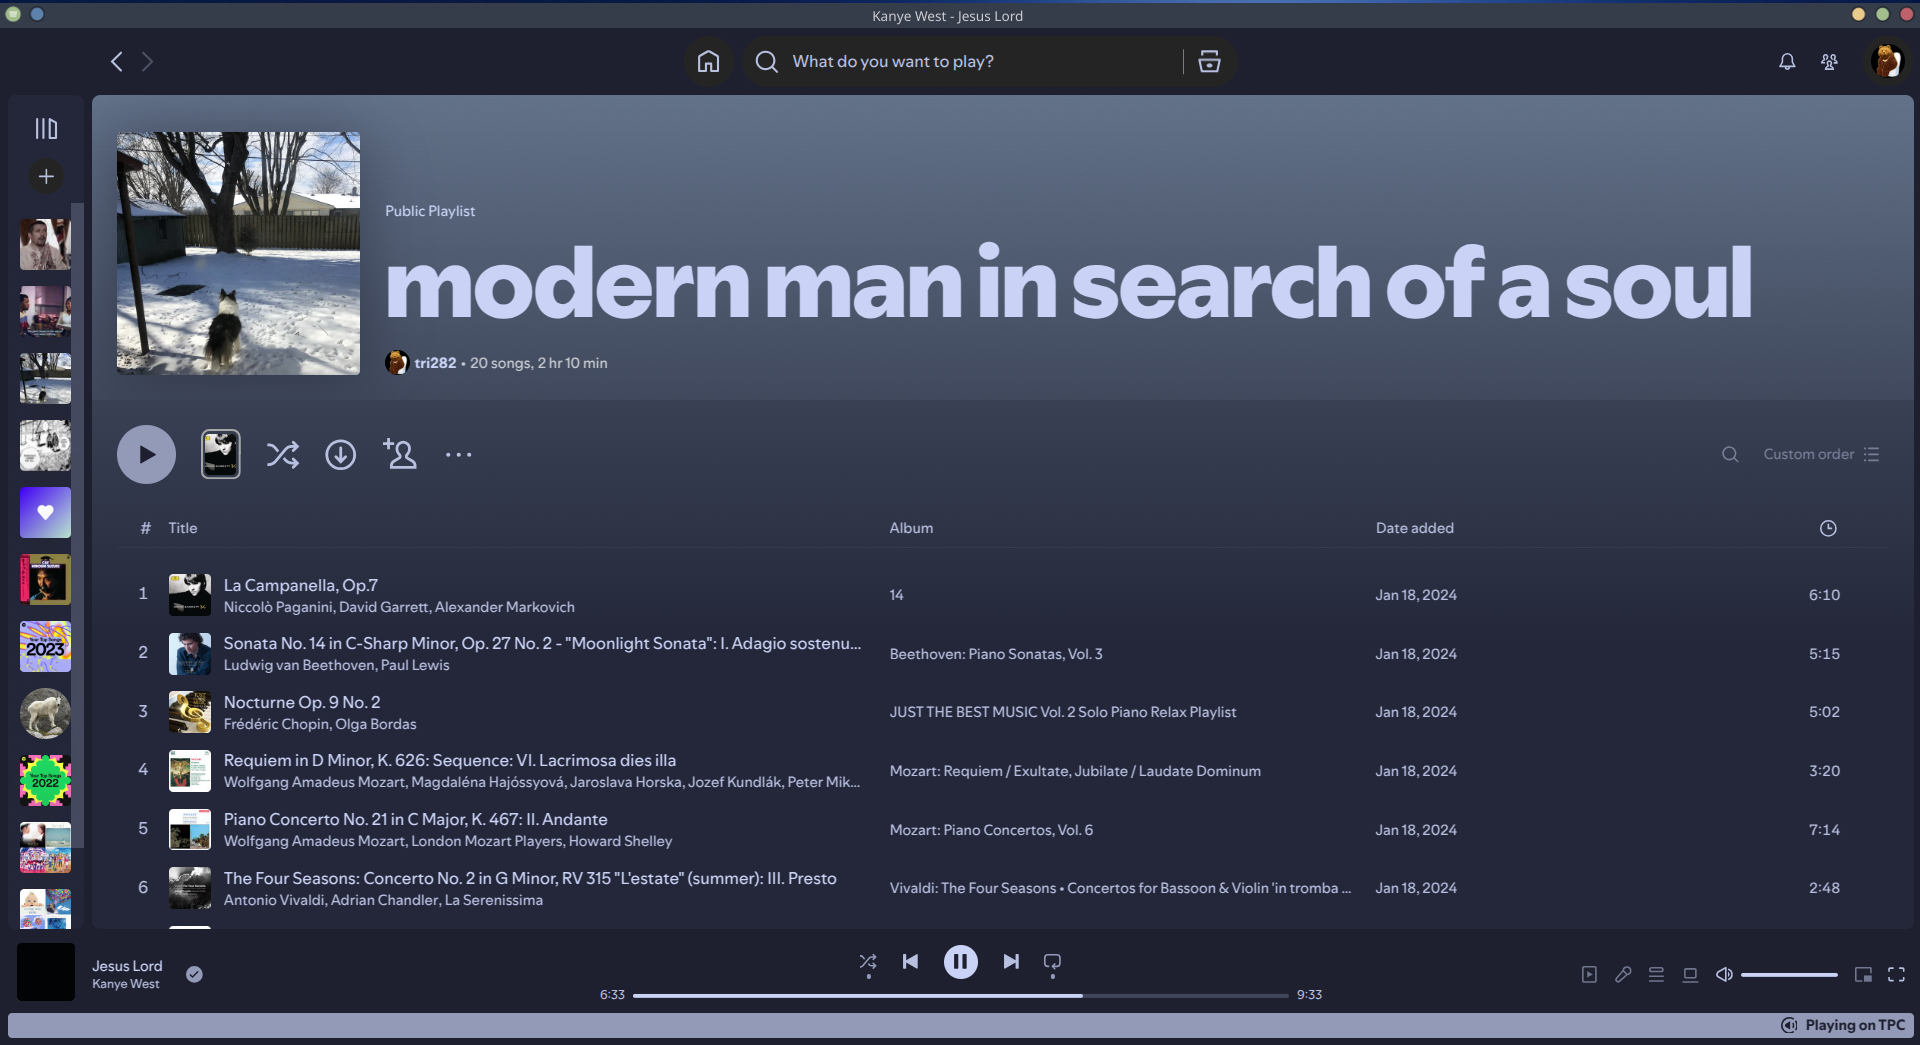 Kanye West - Jesus Lord
What do you want to play?
Public Playlist
modern man in search of a soul
tri282 • 20 songs, 2 hr 10 min
Custom order
# Title Album Date added
1 La Campanella, Op.7 14 Jan 18, 2024 6:10
Niccolò Paganini, David Garrett, Alexander Markovich
2 Sonata No. 14 in C-Sharp Minor, Op. 27 No. 2 - "Moonlight Sonata": I. Adagio sostenu... Beethoven: Piano Sonatas, Vol. 3 Jan 18, 2024 5:15
Ludwig van Beethoven, Paul Lewis
3 Nocturne Op. 9 No. 2 JUST THE BEST MUSIC Vol. 2 Solo Piano Relax Playlist Jan 18, 2024 5:02
Frédéric Chopin, Olga Bordas
4 Requiem in D Minor, K. 626: Sequence: VI. Lacrimosa dies illa Mozart: Requiem / Exultate, Jubilate / Laudate Dominum Jan 18, 2024 3:20
Wolfgang Amadeus Mozart, Magdaléna Hajóssyová, Jaroslava Horska, Jozef Kundlák, Peter Mik...
5 Piano Concerto No. 21 in C Major, K. 467: II. Andante Mozart: Piano Concertos, Vol. 6 Jan 18, 2024 7:14
Wolfgang Amadeus Mozart, London Mozart Players, Howard Shelley
6 The Four Seasons: Concerto No. 2 in G Minor, RV 315 "L'estate" (summer): III. Presto Vivaldi: The Four Seasons • Concertos for Bassoon & Violin 'in tromba ... Jan 18, 2024 2:48
Antonio Vivaldi, Adrian Chandler, La Serenissima
Your Top Songs
2023
Your Top Songs
2022
Jesus Lord
Kanye West
6:33 9:33
Playing on TPC